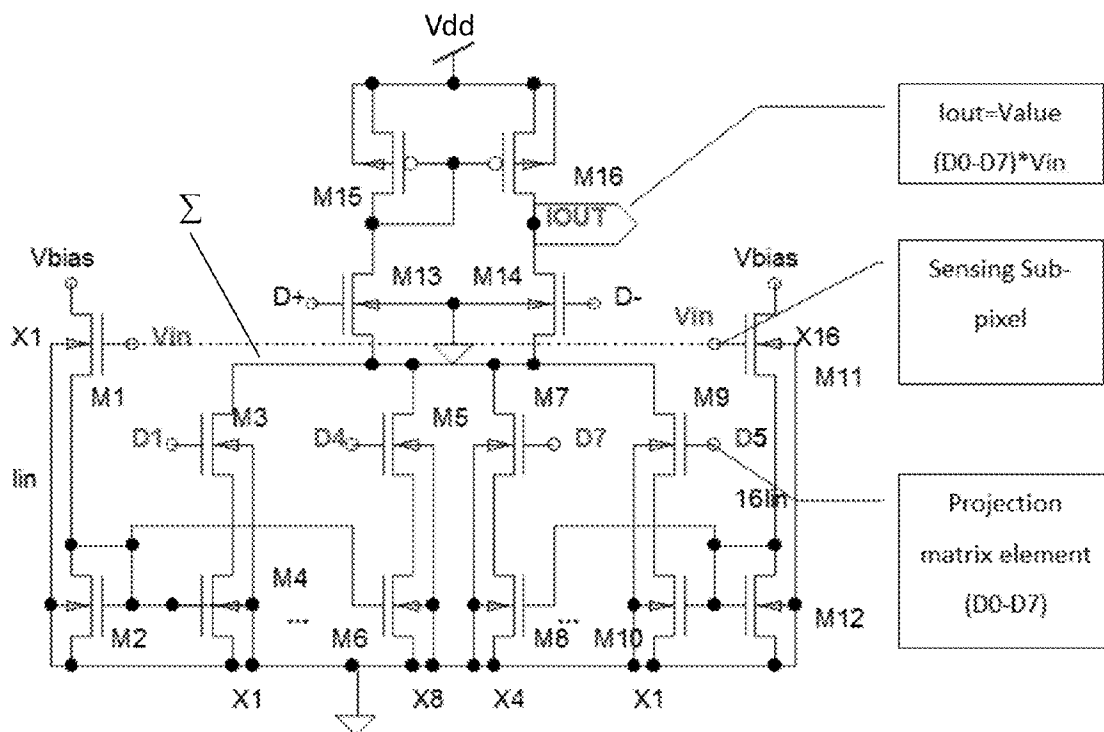 Vdd
Iout=Value
(D0-D7)*Vin
M15
M16
IOUT
Σ
Vbias
M13
M14
Vbias
Sensing Sub-
pixel
D+
D-
X1
Vin
Vin
X16
M1
M3
M5
M7
M9
M11
D1
D4
D7
D5
Iin
16Iin
Projection
matrix element
(D0-D7)
M4
M2
...
M6
M8
...
M10
M12
X1
X8
X4
X1